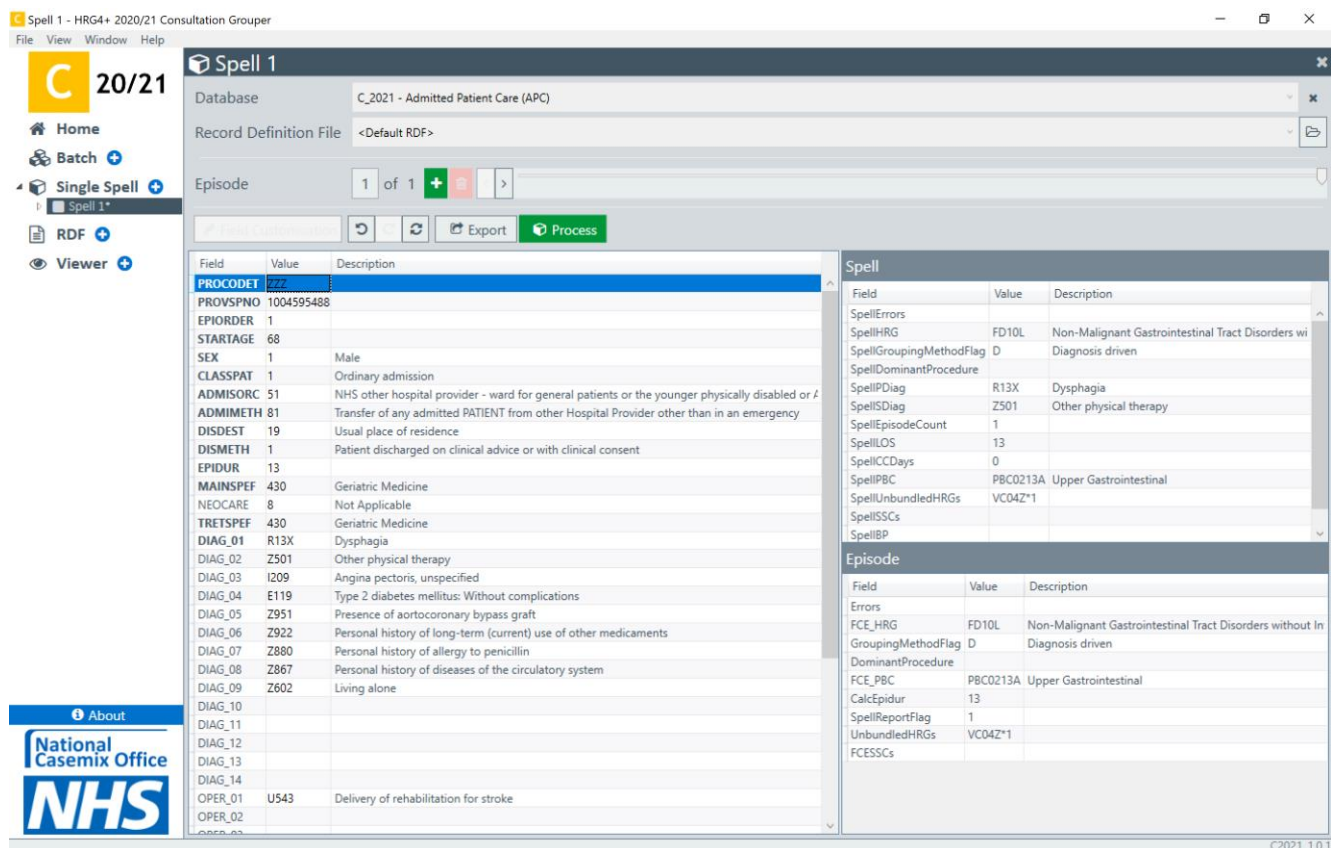 C Spell 1 - HRG4+ 2020/21 Consultation Grouper
File View Window Help
C 20/21
Home
Batch
Single Spell
Spell 1*
RDF
Viewer
About
National
Casemix Office
NHS
Spell 1
Database C_2021 - Admitted Patient Care (APC)
Record Definition File <Default RDF>
Episode 1 of 1 + >
Export Process
Field Value Description
PROCODET ZZZ
PROVSPNO 1004595488
EPIORDER 1
STARTAGE 68
SEX 1 Male
CLASSPAT 1 Ordinary admission
ADMISORC 51 NHS other hospital provider - ward for general patients or the younger physically disabled or A
ADMIMETH 81 Transfer of any admitted PATIENT from other Hospital Provider other than in an emergency
DISDEST 19 Usual place of residence
DISMETH 1 Patient discharged on clinical advice or with clinical consent
EPIDUR 13
MAINSPEF 430 Geriatric Medicine
NEOCARE 8 Not Applicable
TRETSPEF 430 Geriatric Medicine
DIAG_01 R13X Dysphagia
DIAG_02 Z501 Other physical therapy
DIAG_03 I209 Angina pectoris, unspecified
DIAG_04 E119 Type 2 diabetes mellitus: Without complications
DIAG_05 Z951 Presence of aortocoronary bypass graft
DIAG_06 Z922 Personal history of long-term (current) use of other medicaments
DIAG_07 Z880 Personal history of allergy to penicillin
DIAG_08 Z867 Personal history of diseases of the circulatory system
DIAG_09 Z602 Living alone
DIAG_10
DIAG_11
DIAG_12
DIAG_13
DIAG_14
OPER_01 U543 Delivery of rehabilitation for stroke
OPER_02
Spell
Field Value Description
SpellErrors
SpellHRG FD10L Non-Malignant Gastrointestinal Tract Disorders wi
SpellGroupingMethodFlag D Diagnosis driven
SpellDominantProcedure
SpellPDiag R13X Dysphagia
SpellSDiag Z501 Other physical therapy
SpellEpisodeCount 1
SpellLOS 13
SpellCCDays 0
SpellPBC PBC0213A Upper Gastrointestinal
SpellUnbundledHRGs VC04Z*1
SpellSSCs
SpellBP
Episode
Field Value Description
Errors
FCE_HRG FD10L Non-Malignant Gastrointestinal Tract Disorders without In
GroupingMethodFlag D Diagnosis driven
DominantProcedure
FCE_PBC PBC0213A Upper Gastrointestinal
CalcEpidur 13
SpellReportFlag 1
UnbundledHRGs VC04Z*1
FCESSCs
C2021_1.0.1